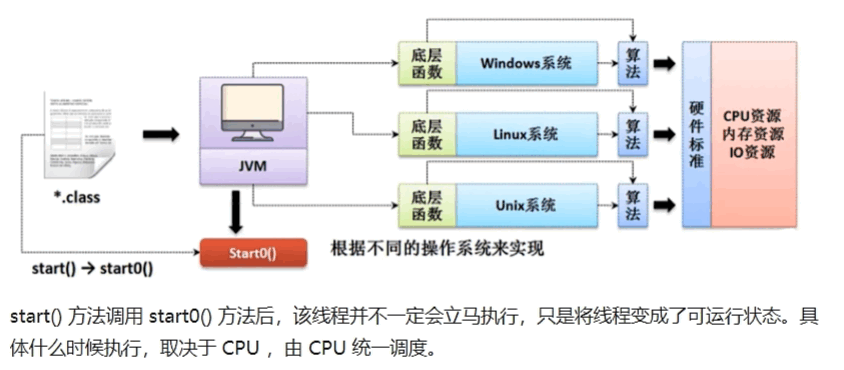 底层函数
Windows系统
算法
底层函数
Linux系统
算法
底层函数
Unix系统
算法
硬件标准
CPU资源
内存资源
IO资源
JVM
*.class
Start0()
根据不同的操作系统来实现
start() → start0()
start() 方法调用 start0() 方法后，该线程并不一定会立马执行，只是将线程变成了可运行状态。具
体什么时候执行，取决于 CPU ，由 CPU 统一调度。